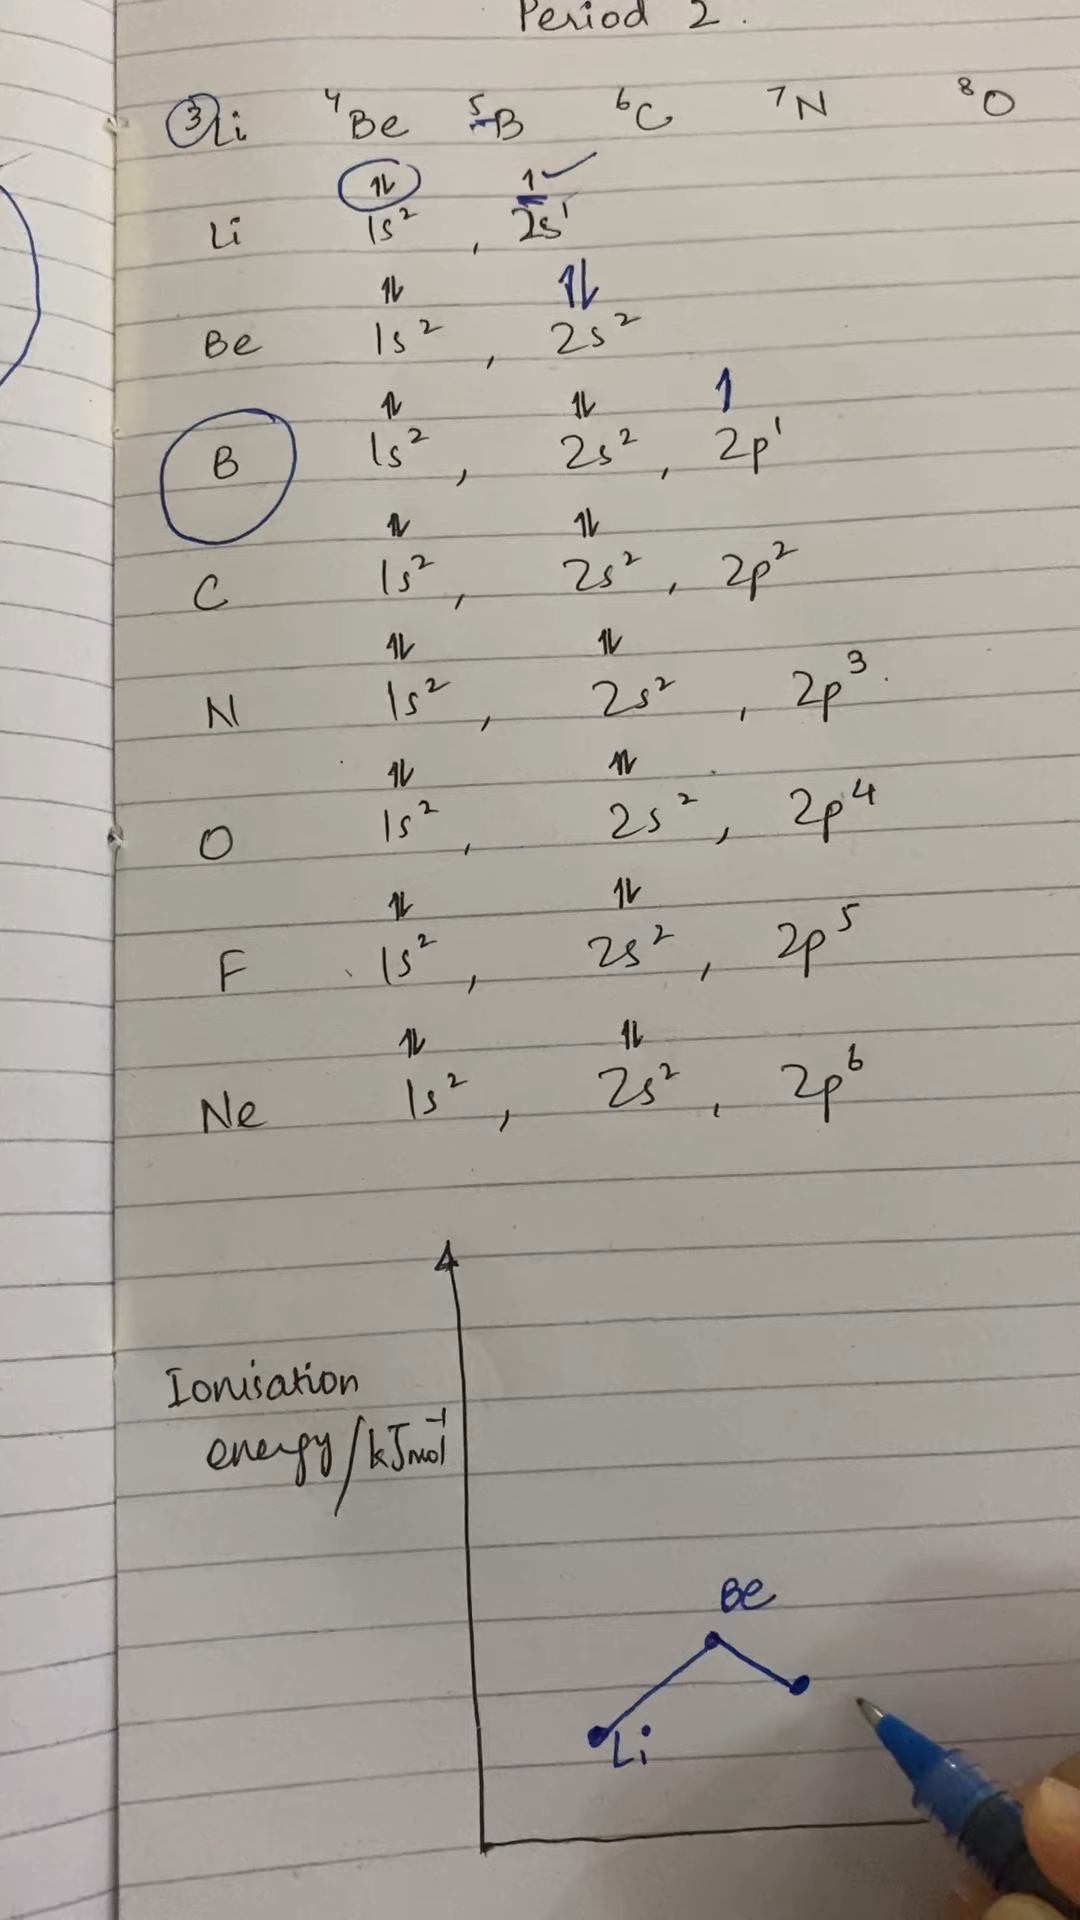 Period 2.
³Li ⁴Be ⁵B ⁶C ⁷N ⁸O
⥮ 1
Li 1s², 2s¹
⥮ ⥮
Be 1s², 2s²
⥮ ⥮ 1
B 1s², 2s², 2p¹
⥮ ⥮
C 1s², 2s², 2p²
⥮ ⥮
N 1s², 2s², 2p³.
⥮ ⥮
O 1s², 2s², 2p⁴
⥮ ⥮
F 1s², 2s², 2p⁵
⥮ ⥮
Ne 1s², 2s², 2p⁶
Ionisation
energy/kJmol⁻¹
Be
Li